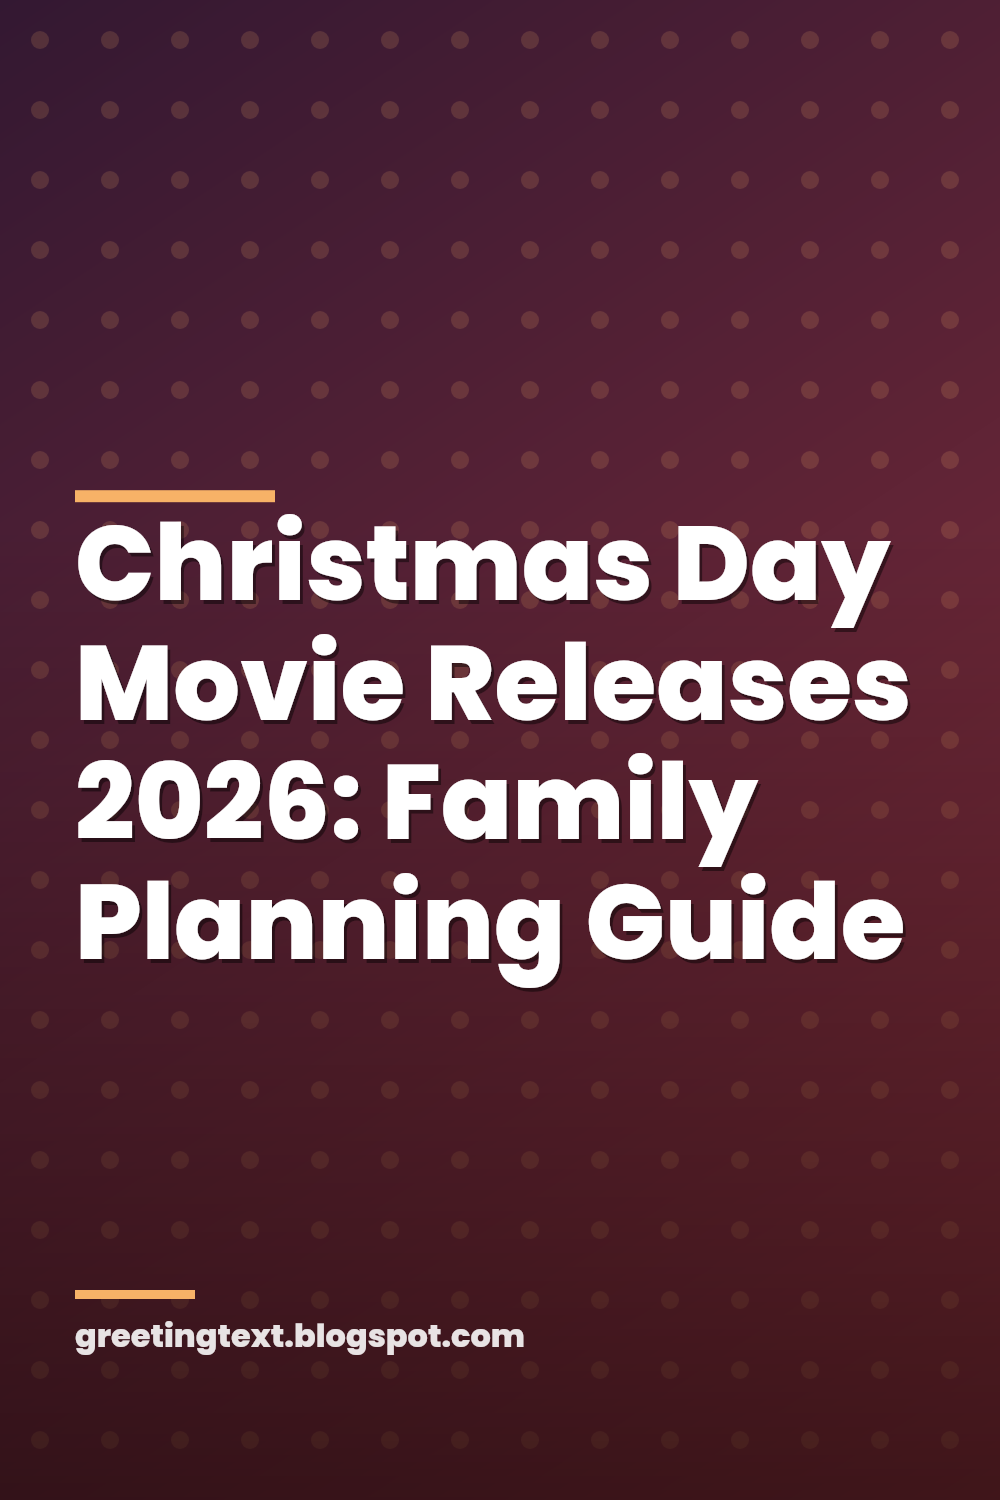 Christmas Day
Movie Releases
2026: Family
Planning Guide
greetingtext.blogspot.com